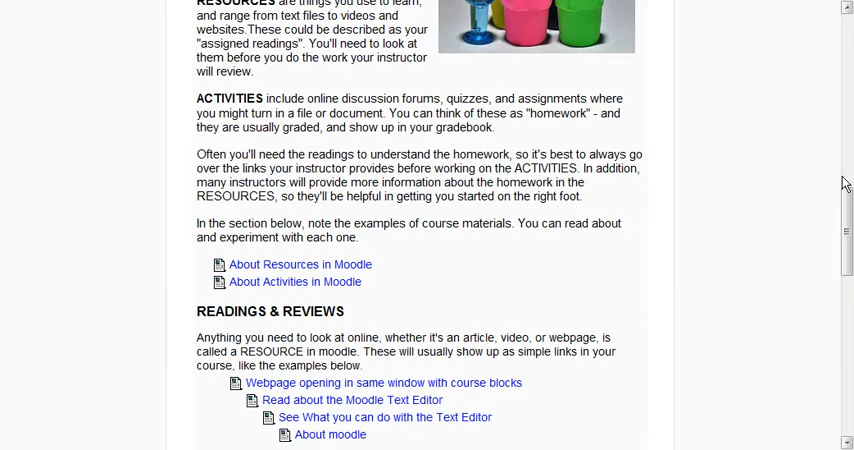 RESOURCES are things you use to learn,
and range from text files to videos and
websites.These could be described as your
"assigned readings". You'll need to look at
them before you do the work your instructor
will review.
ACTIVITIES include online discussion forums, quizzes, and assignments where
you might turn in a file or document. You can think of these as "homework" - and
they are usually graded, and show up in your gradebook.
Often you'll need the readings to understand the homework, so it's best to always go
over the links your instructor provides before working on the ACTIVITIES. In addition,
many instructors will provide more information about the homework in the
RESOURCES, so they'll be helpful in getting you started on the right foot.
In the section below, note the examples of course materials. You can read about
and experiment with each one.
About Resources in Moodle
About Activities in Moodle
READINGS & REVIEWS
Anything you need to look at online, whether it's an article, video, or webpage, is
called a RESOURCE in moodle. These will usually show up as simple links in your
course, like the examples below.
Webpage opening in same window with course blocks
Read about the Moodle Text Editor
See What you can do with the Text Editor
About moodle